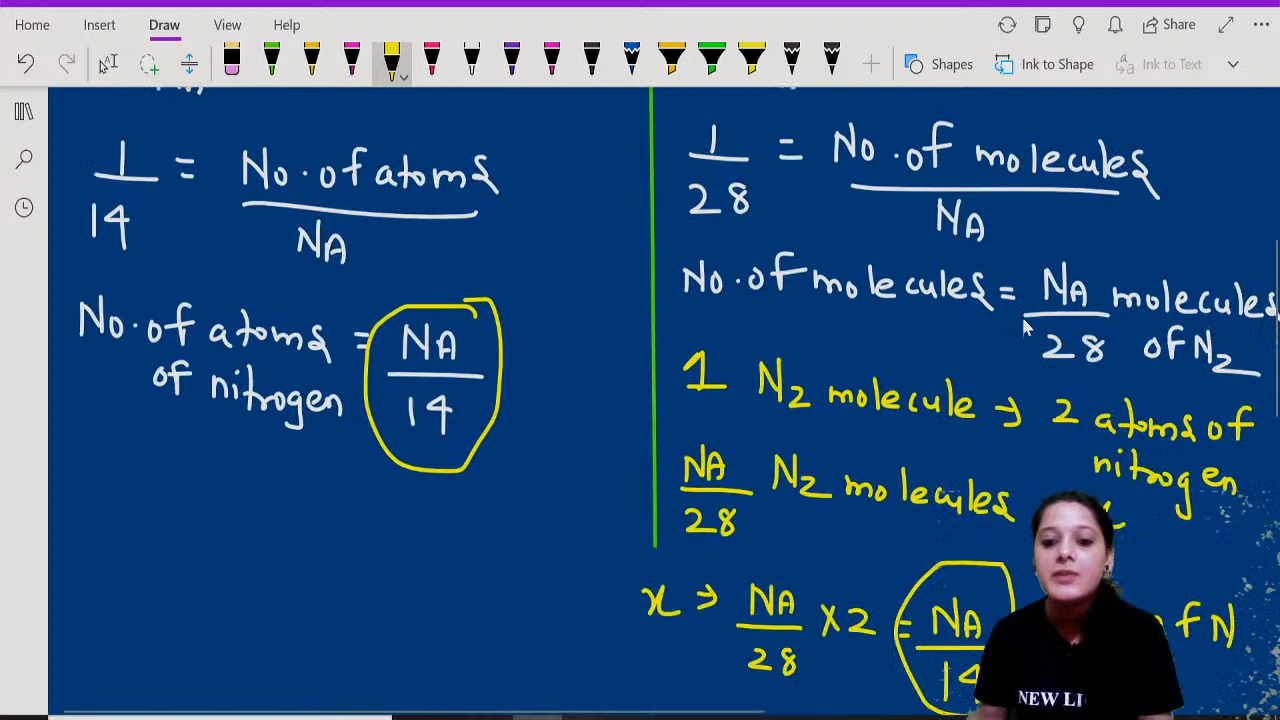 Home Insert Draw View Help
Share
Shapes
Ink to Shape
Ink to Text
1/14 = No. of atoms/NA
No. of atoms = NA/14
of nitrogen
1/28 = No. of molecules/NA
No. of molecules = NA/28 molecules
of N2
1 N2 molecule → 2 atoms of
nitrogen
NA/28 N2 molecules
x → NA/28 × 2 = NA/14
of N
NEW LI